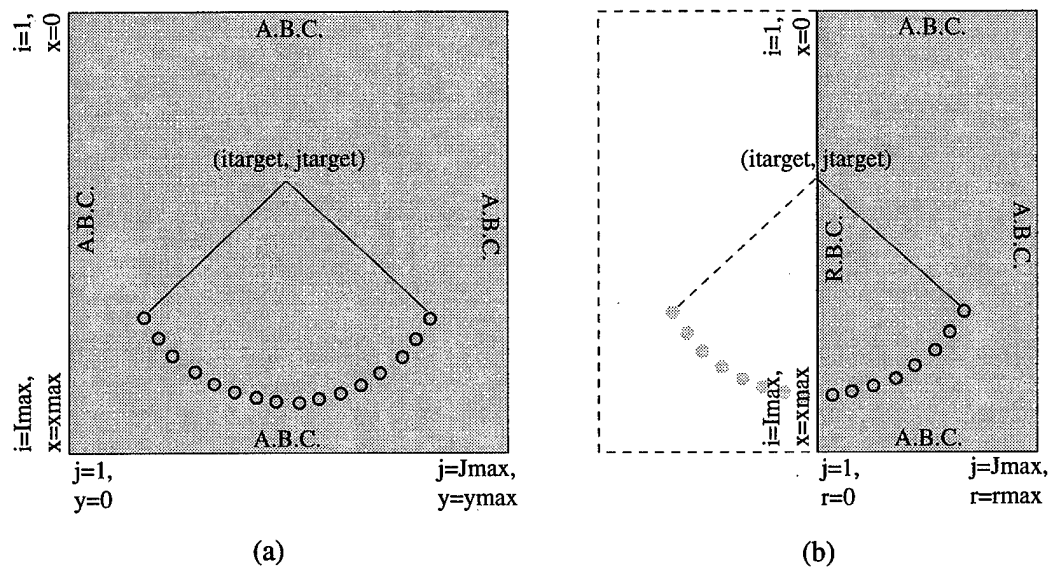 i=1,
x=0
A.B.C.
(itarget, jtarget)
A.B.C.
A.B.C.
i=Imax,
x=xmax
A.B.C.
j=1,
y=0
j=Jmax,
y=ymax
(a)
i=1,
x=0
A.B.C.
(itarget, jtarget)
R.B.C.
A.B.C.
i=Imax,
x=xmax
A.B.C.
j=1,
r=0
j=Jmax,
r=rmax
(b)